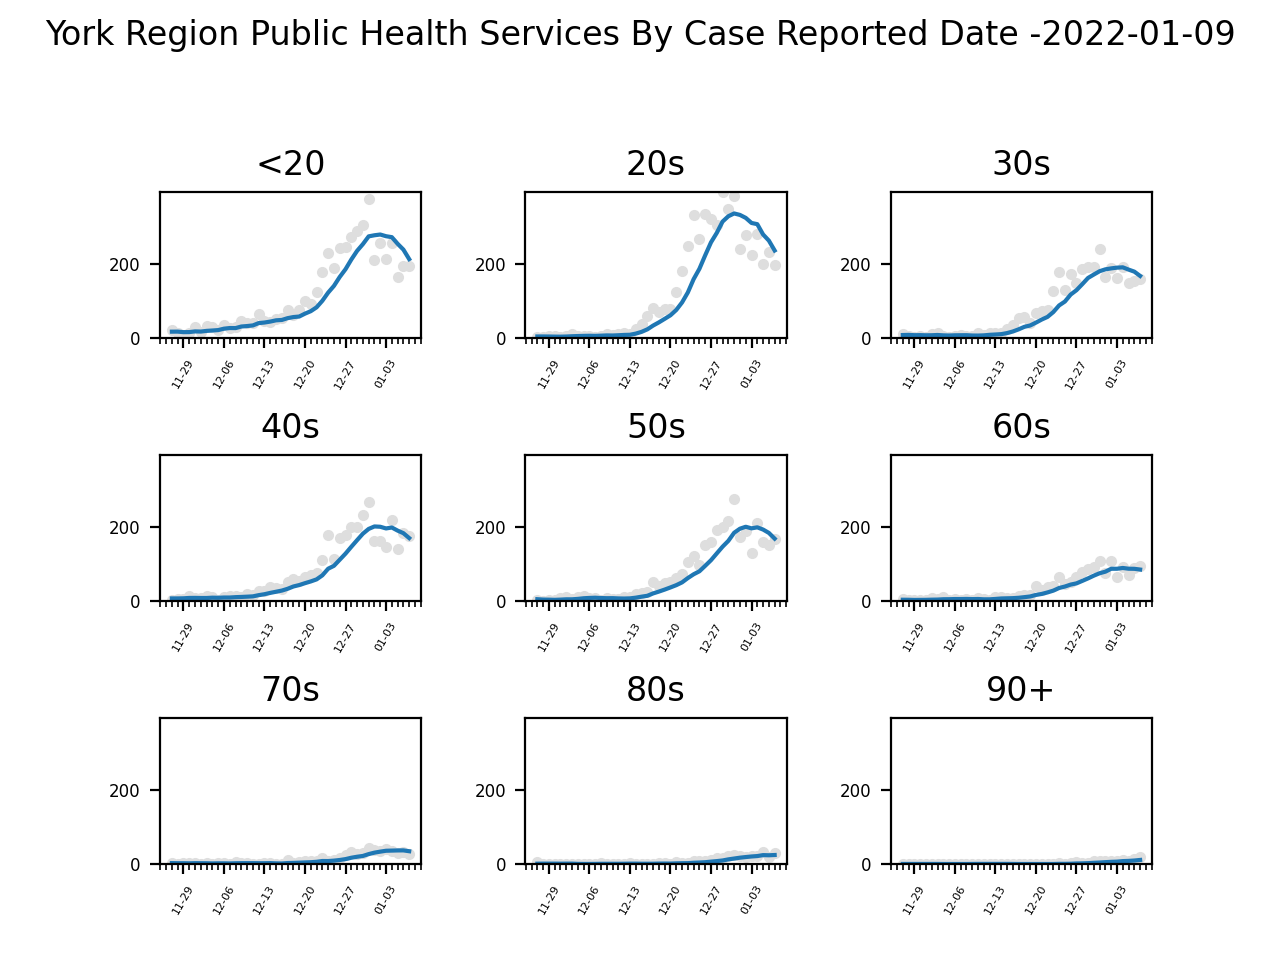 York Region Public Health Services By Case Reported Date -2022-01-09
<20 20s 30s
200 200 200
0 0 0
11-29 12-06 12-13 12-20 12-27 01-03 11-29 12-06 12-13 12-20 12-27 01-03 11-29 12-06 12-13 12-20 12-27 01-03
40s 50s 60s
200 200 200
0 0 0
11-29 12-06 12-13 12-20 12-27 01-03 11-29 12-06 12-13 12-20 12-27 01-03 11-29 12-06 12-13 12-20 12-27 01-03
70s 80s 90+
200 200 200
0 0 0
11-29 12-06 12-13 12-20 12-27 01-03 11-29 12-06 12-13 12-20 12-27 01-03 11-29 12-06 12-13 12-20 12-27 01-03